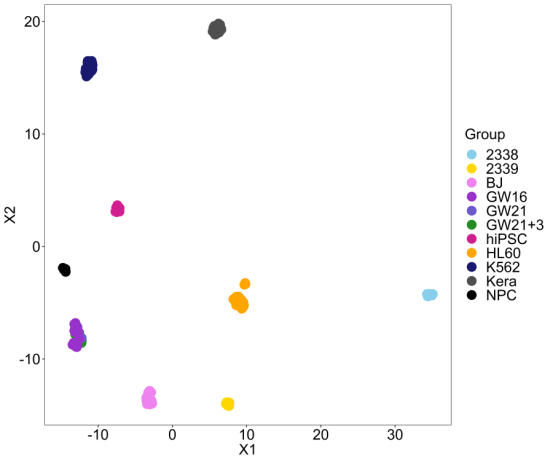 20
10
0
-10
X2
-10 0 10 20 30
X1
Group
2338
2339
BJ
GW16
GW21
GW21+3
hiPSC
HL60
K562
Kera
NPC